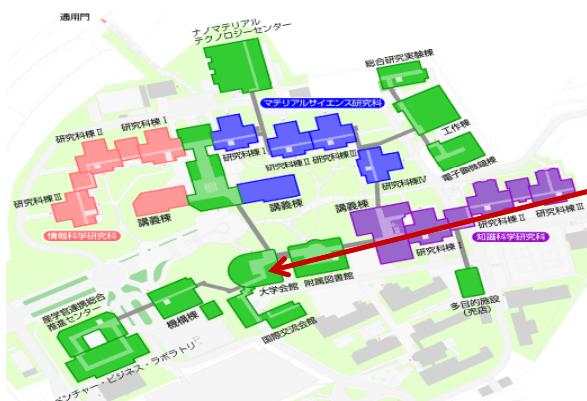 通用門
ナノマテリアル
テクノロジーセンター
総合研究実験棟
マテリアルサイエンス研究科
工作棟
電子顕微鏡棟
研究科棟Ⅱ
研究科棟Ⅰ
研究科棟Ⅰ
研究科棟Ⅱ
研究科棟Ⅲ
研究科棟Ⅳ
研究科棟Ⅲ
情報科学研究科
講義棟
講義棟
講義棟
研究科棟Ⅰ
研究科棟Ⅱ
研究科棟Ⅲ
知識科学研究科
大学会館
附属図書館
多目的施設
(売店)
産学官連携総合
推進センター
機構棟
国際交流会館
ベンチャー・ビジネス・ラボラトリ